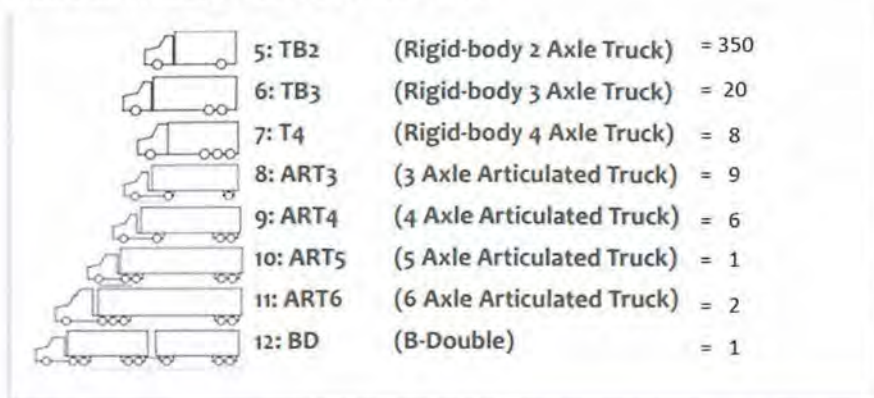 5: TB2 (Rigid-body 2 Axle Truck) = 350
6: TB3 (Rigid-body 3 Axle Truck) = 20
7: T4 (Rigid-body 4 Axle Truck) = 8
8: ART3 (3 Axle Articulated Truck) = 9
9: ART4 (4 Axle Articulated Truck) = 6
10: ART5 (5 Axle Articulated Truck) = 1
11: ART6 (6 Axle Articulated Truck) = 2
12: BD (B-Double) = 1